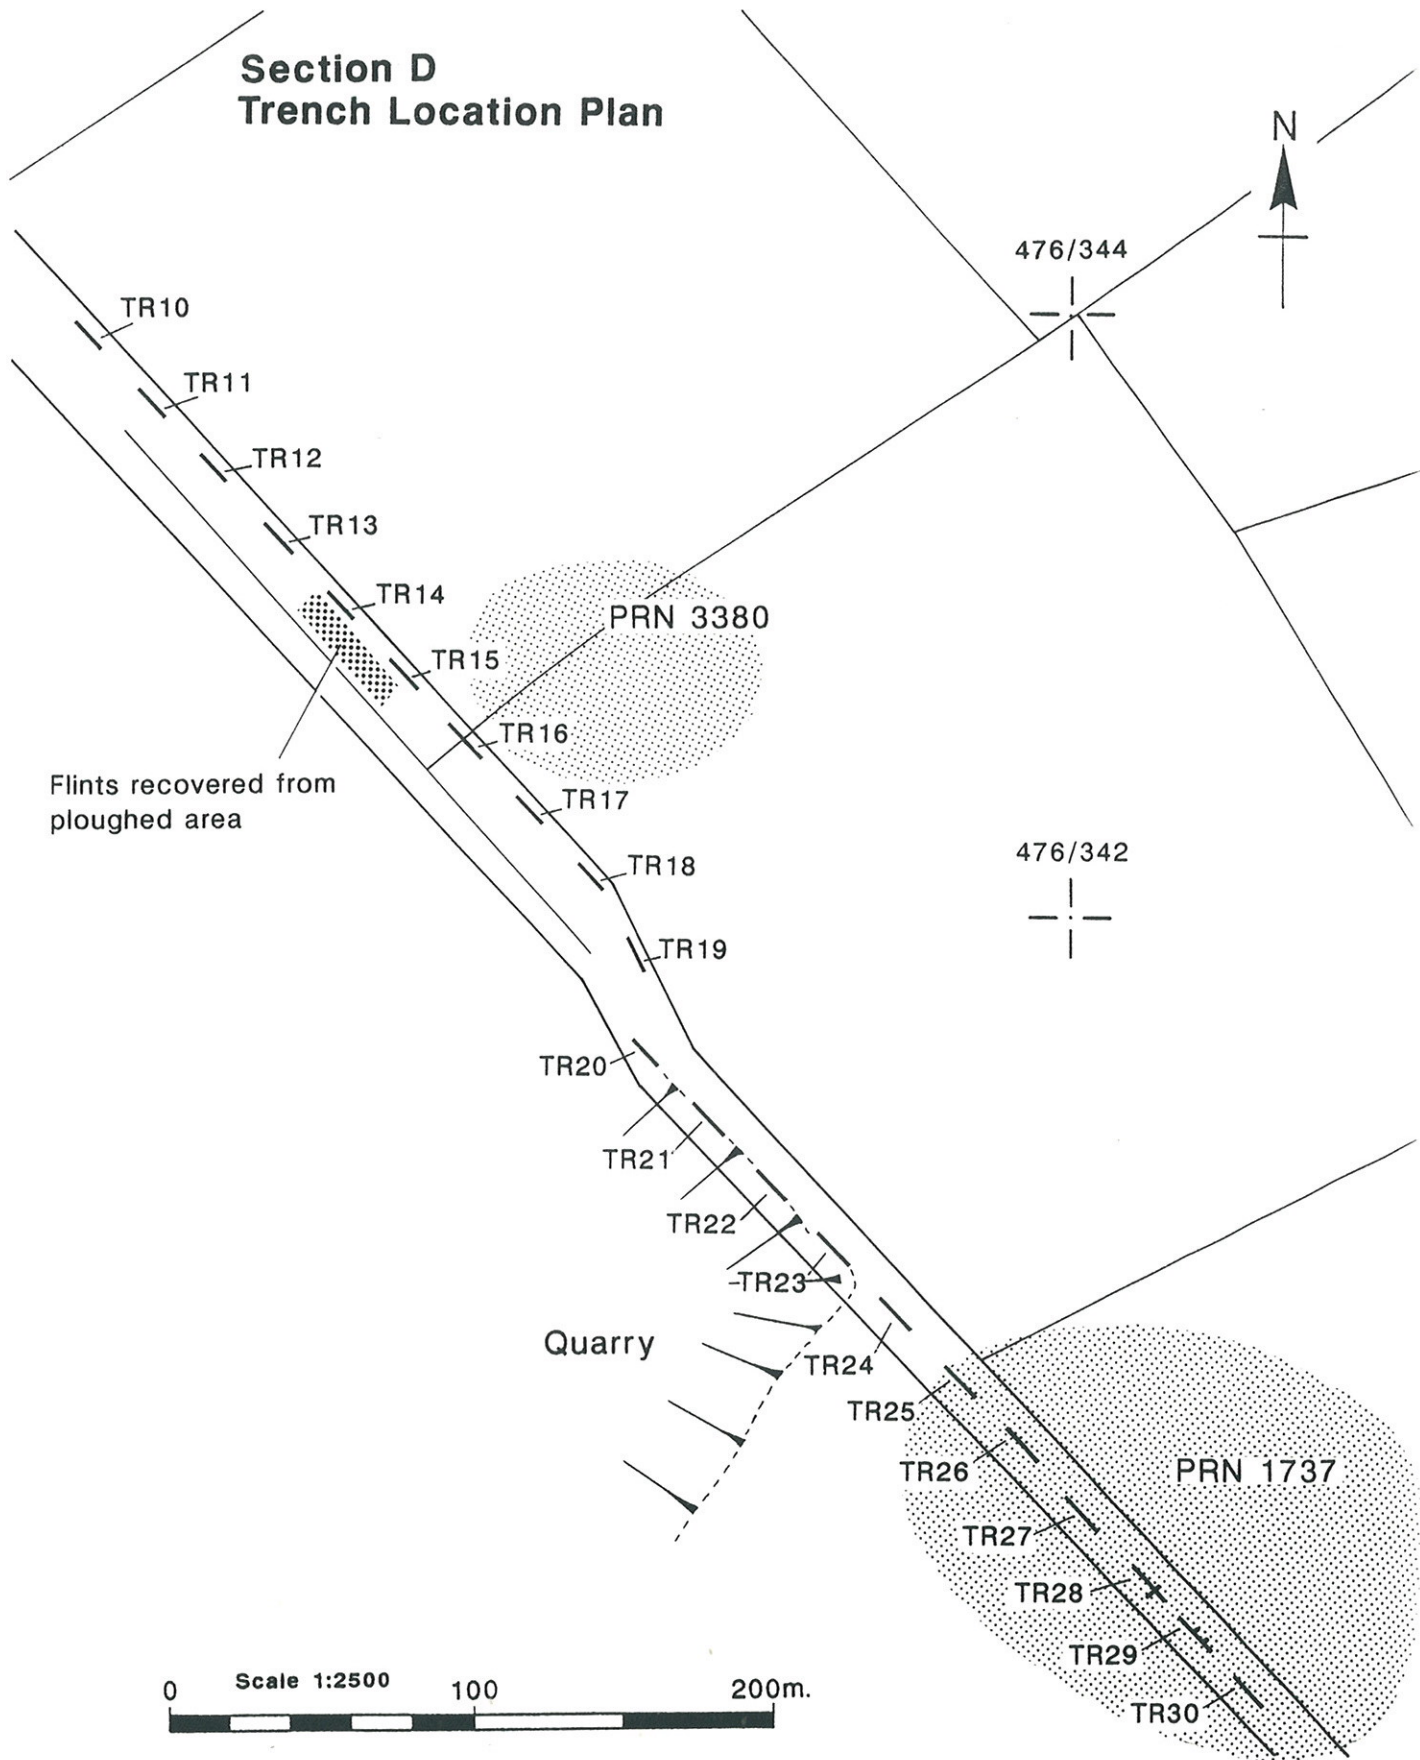 Section D
Trench Location Plan
N
476/344
TR10
TR11
TR12
TR13
TR14
PRN 3380
TR15
TR16
Flints recovered from
ploughed area
TR17
476/342
TR18
TR19
TR20
TR21
TR22
TR23
Quarry
TR24
TR25
TR26
PRN 1737
TR27
TR28
TR29
TR30
Scale 1:2500
0 100 200m.